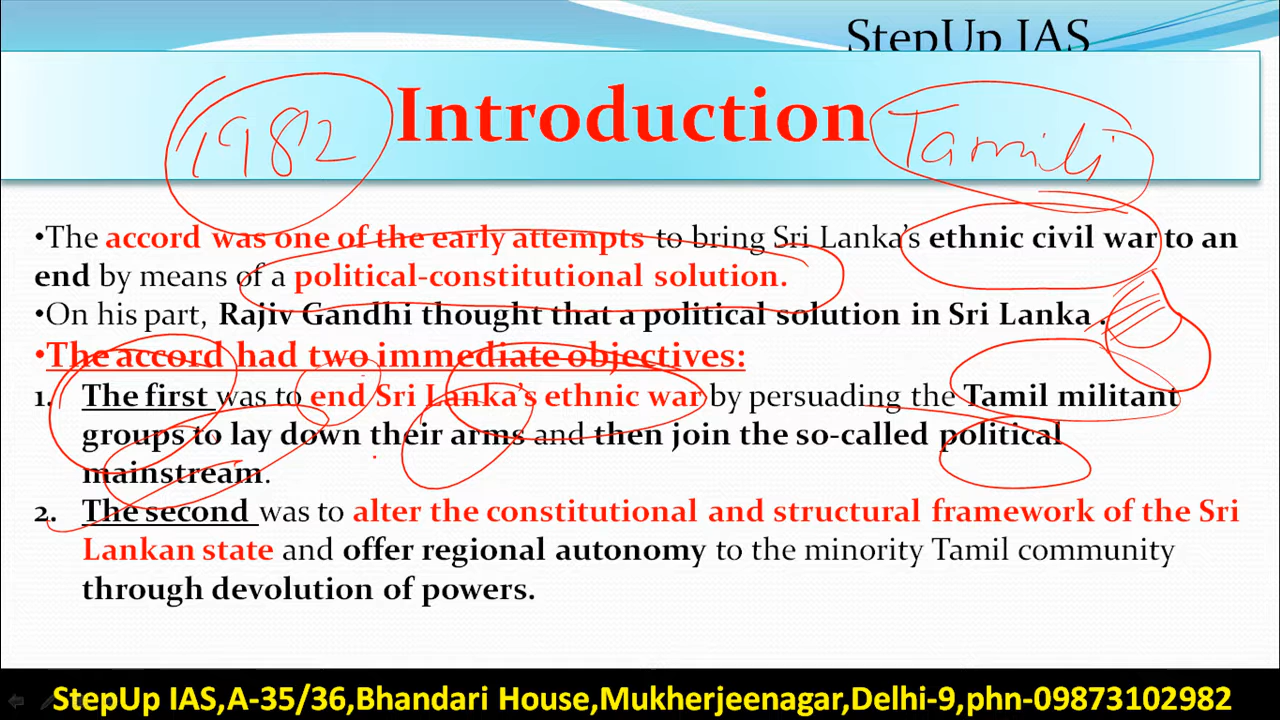 StepUp IAS
1982 Introduction Tamili
•The accord was one of the early attempts to bring Sri Lanka's ethnic civil war to an
end by means of a political-constitutional solution.
•On his part, Rajiv Gandhi thought that a political solution in Sri Lanka .
•The accord had two immediate objectives:
1. The first was to end Sri Lanka's ethnic war by persuading the Tamil militant
groups to lay down their arms and then join the so-called political
mainstream.
2. The second was to alter the constitutional and structural framework of the Sri
Lankan state and offer regional autonomy to the minority Tamil community
through devolution of powers.
StepUp IAS,A-35/36,Bhandari House,Mukherjeenagar,Delhi-9,phn-09873102982